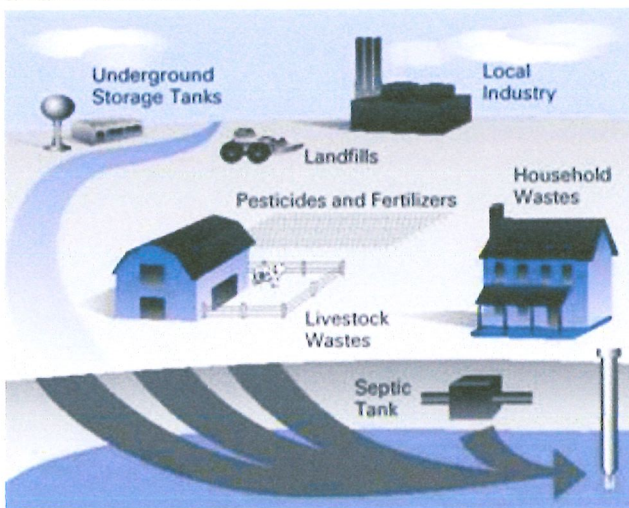 Underground
Storage Tanks
Local
Industry
Landfills
Household
Wastes
Pesticides and Fertilizers
Livestock
Wastes
Septic
Tank